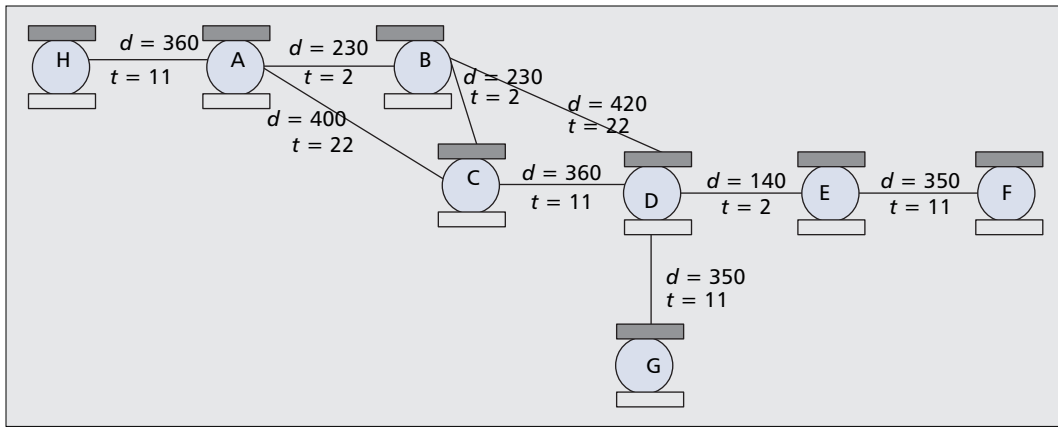 H
d = 360
t = 11
A
d = 230
t = 2
B
d = 230
t = 2
d = 420
t = 22
d = 400
t = 22
C
d = 360
t = 11
D
d = 140
t = 2
E
d = 350
t = 11
F
d = 350
t = 11
G